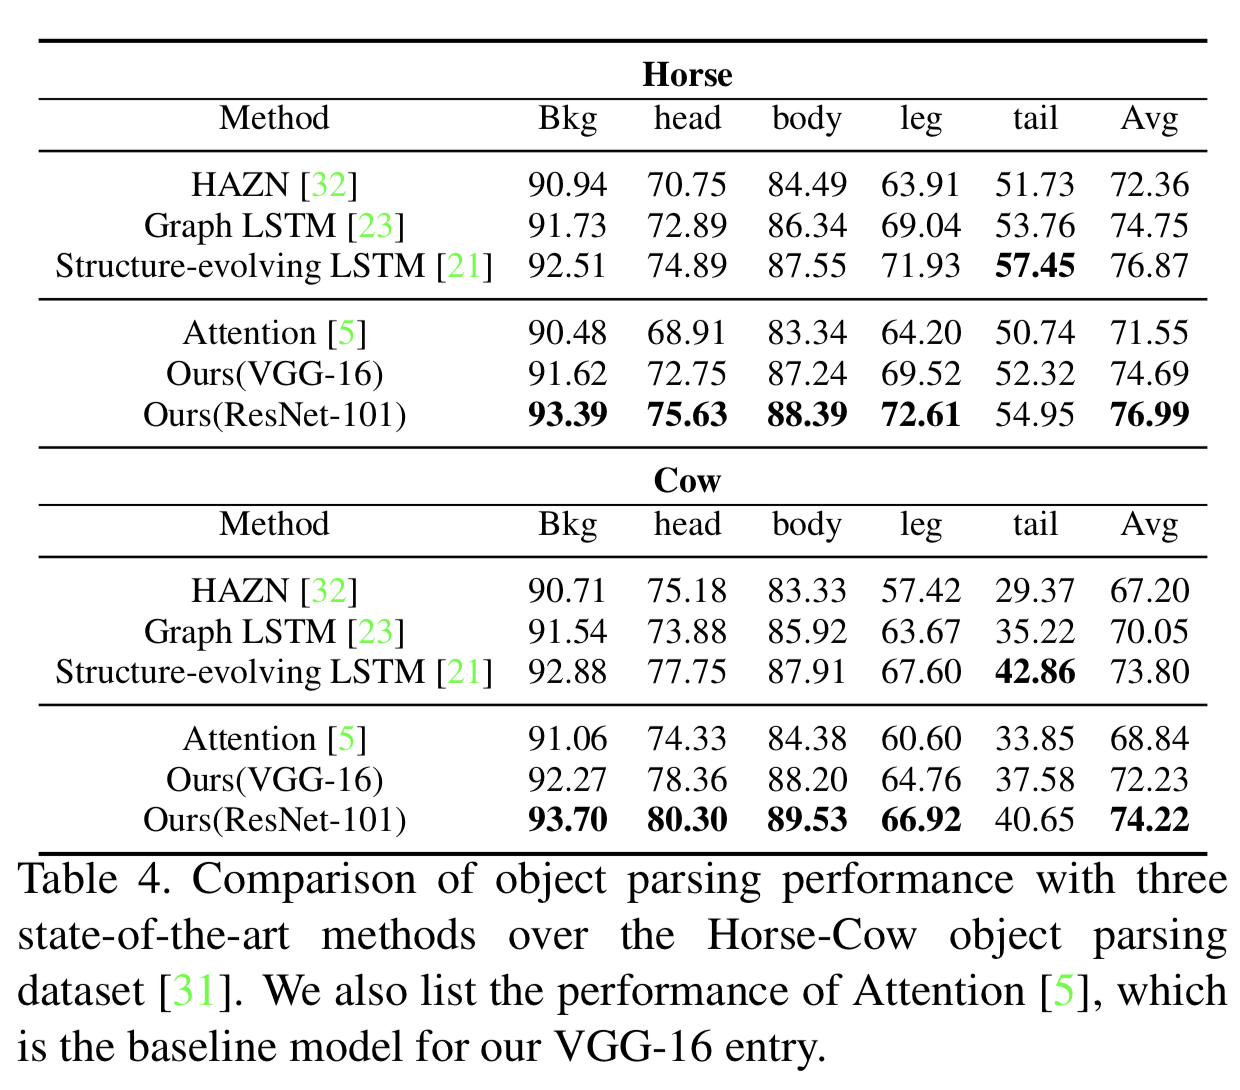 Horse
Method Bkg head body leg tail Avg
HAZN [32] 90.94 70.75 84.49 63.91 51.73 72.36
Graph LSTM [23] 91.73 72.89 86.34 69.04 53.76 74.75
Structure-evolving LSTM [21] 92.51 74.89 87.55 71.93 57.45 76.87
Attention [5] 90.48 68.91 83.34 64.20 50.74 71.55
Ours(VGG-16) 91.62 72.75 87.24 69.52 52.32 74.69
Ours(ResNet-101) 93.39 75.63 88.39 72.61 54.95 76.99
Cow
Method Bkg head body leg tail Avg
HAZN [32] 90.71 75.18 83.33 57.42 29.37 67.20
Graph LSTM [23] 91.54 73.88 85.92 63.67 35.22 70.05
Structure-evolving LSTM [21] 92.88 77.75 87.91 67.60 42.86 73.80
Attention [5] 91.06 74.33 84.38 60.60 33.85 68.84
Ours(VGG-16) 92.27 78.36 88.20 64.76 37.58 72.23
Ours(ResNet-101) 93.70 80.30 89.53 66.92 40.65 74.22
Table 4. Comparison of object parsing performance with three
state-of-the-art methods over the Horse-Cow object parsing
dataset [31]. We also list the performance of Attention [5], which
is the baseline model for our VGG-16 entry.